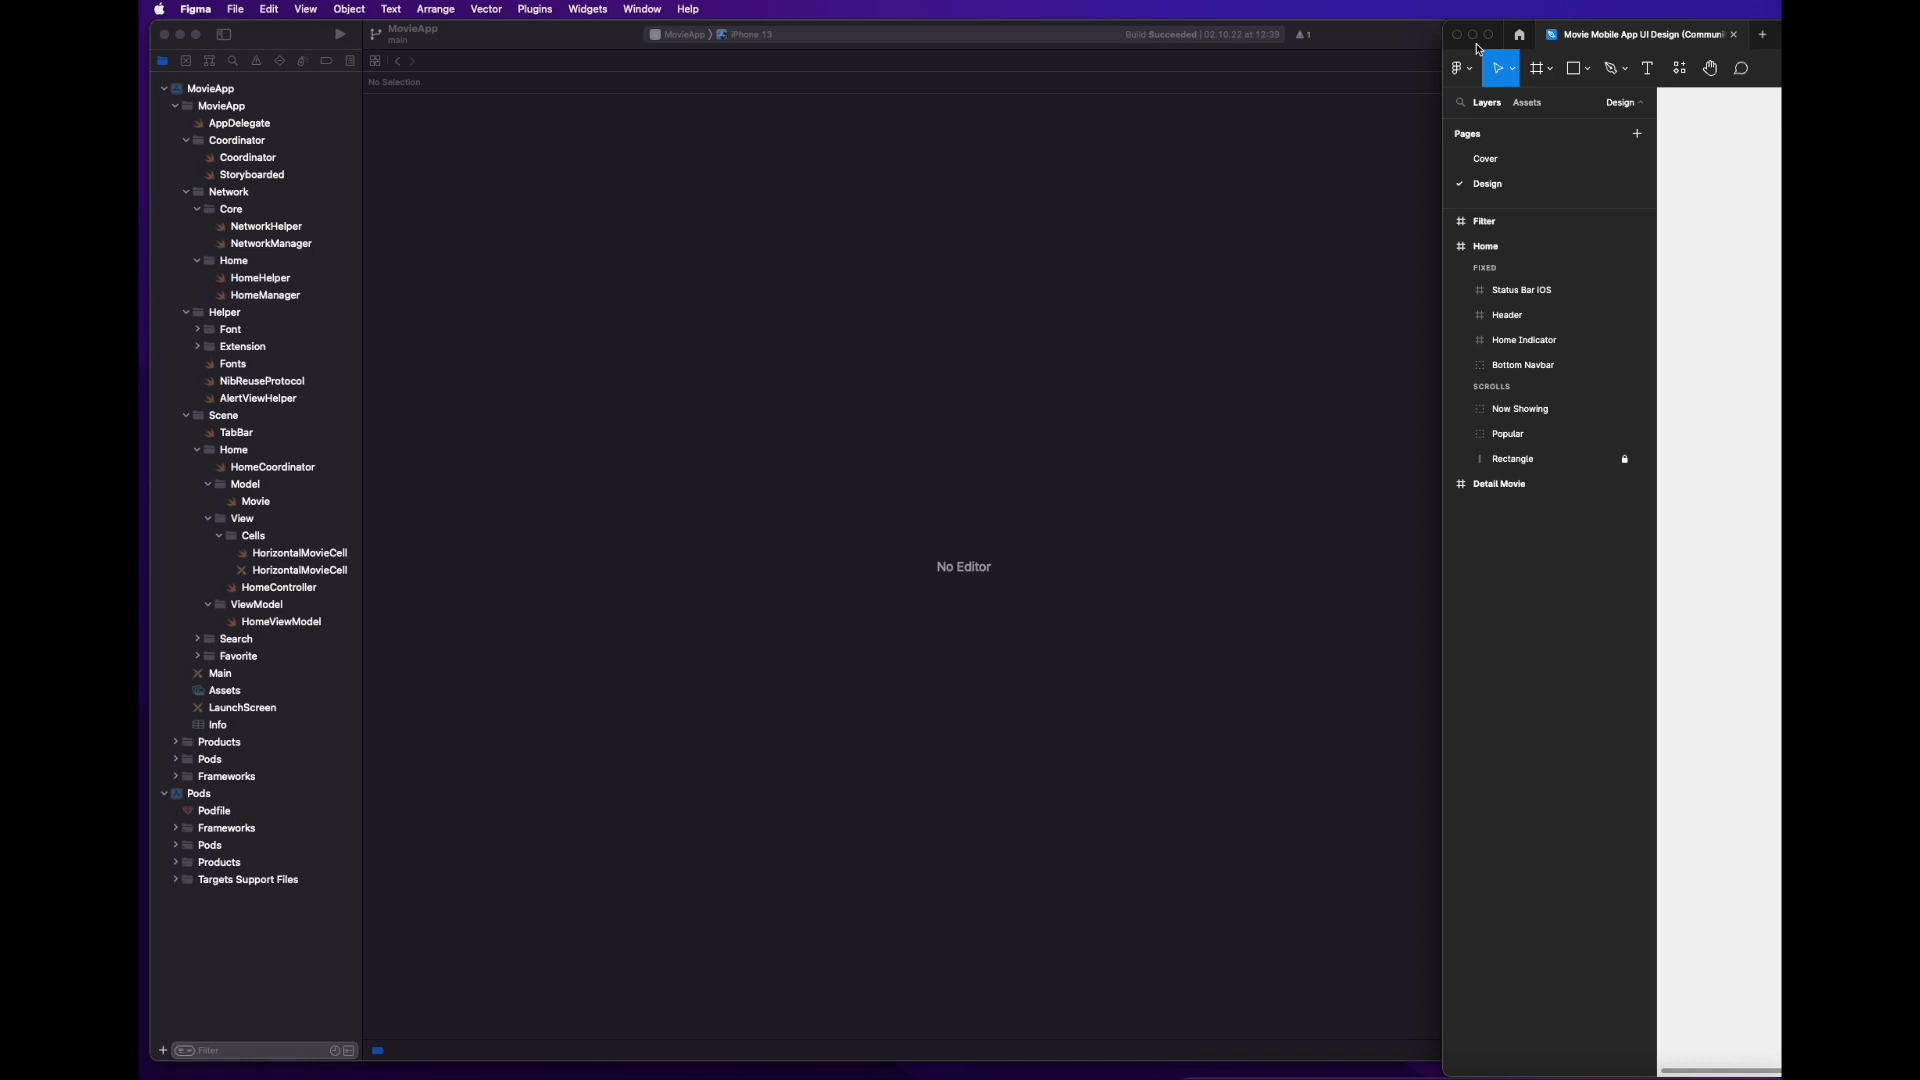 Figma File Edit View Object Text Arrange Vector Plugins Widgets Window Help
MovieApp
main
MovieApp iPhone 13
Build Succeeded | 02.10.22 at 12:39
1
No Selection
MovieApp
MovieApp
AppDelegate
Coordinator
Coordinator
Storyboarded
Network
Core
NetworkHelper
NetworkManager
Home
HomeHelper
HomeManager
Helper
Font
Extension
Fonts
NibReuseProtocol
AlertViewHelper
Scene
TabBar
Home
HomeCoordinator
Model
Movie
View
Cells
HorizontalMovieCell
HorizontalMovieCell
HomeController
ViewModel
HomeViewModel
Search
Favorite
Main
Assets
LaunchScreen
Info
Products
Pods
Frameworks
Pods
Podfile
Frameworks
Pods
Products
Targets Support Files
Filter
No Editor
Movie Mobile App UI Design (Communi
Layers Assets Design
Pages
Cover
Design
Filter
Home
FIXED
Status Bar IOS
Header
Home Indicator
Bottom Navbar
SCROLLS
Now Showing
Popular
Rectangle
Detail Movie